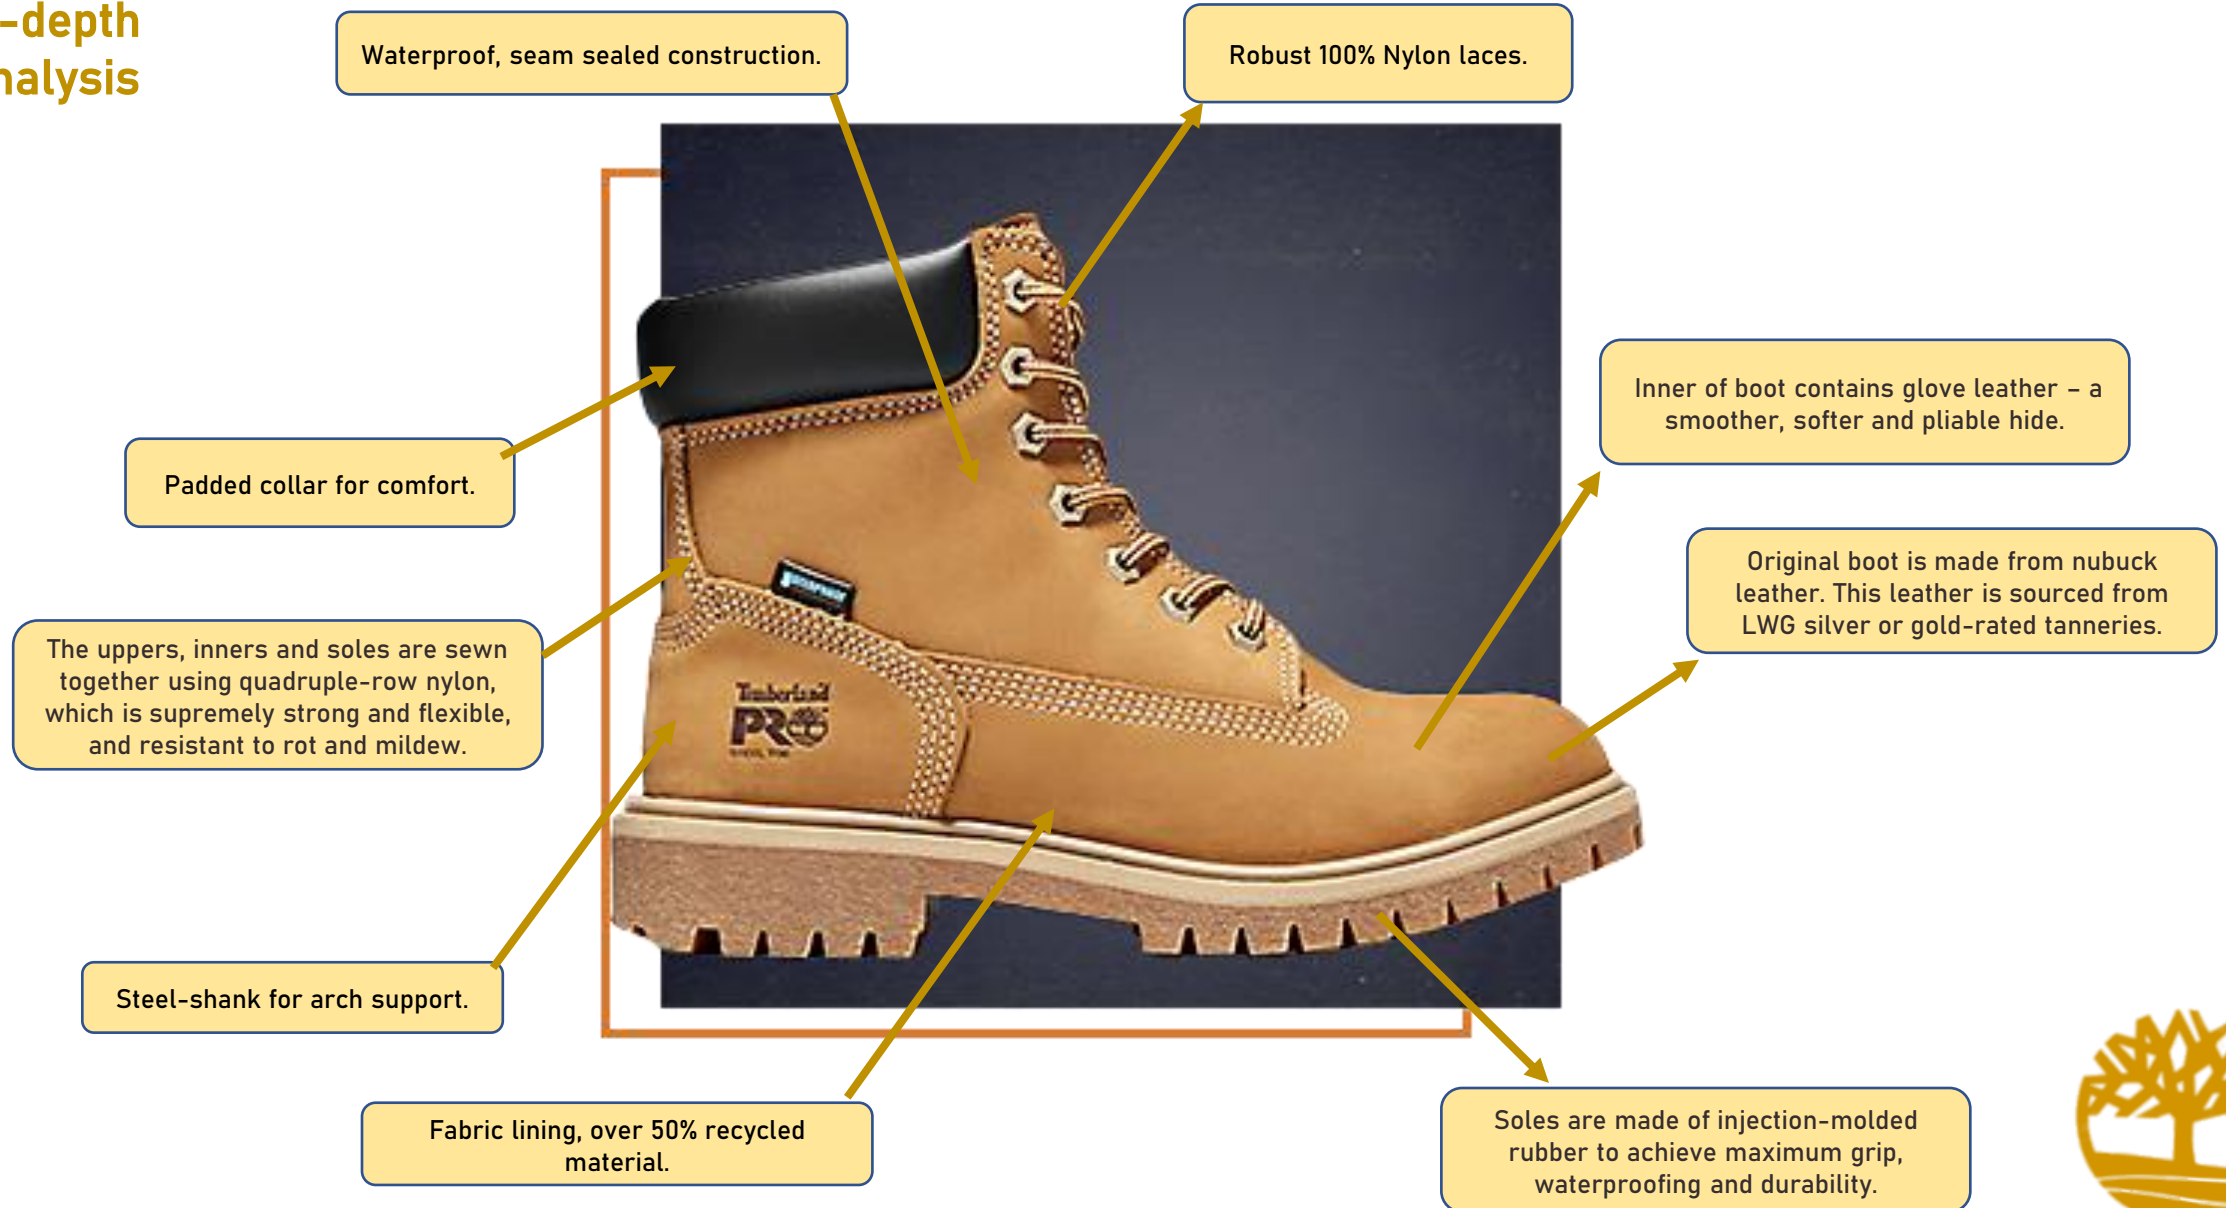 -depth
nalysis
Waterproof, seam sealed construction.
Robust 100% Nylon laces.
Inner of boot contains glove leather – a
smoother, softer and pliable hide.
Padded collar for comfort.
Original boot is made from nubuck
leather. This leather is sourced from
LWG silver or gold-rated tanneries.
The uppers, inners and soles are sewn
together using quadruple-row nylon,
which is supremely strong and flexible,
and resistant to rot and mildew.
Timberland
PRO
Steel-shank for arch support.
Fabric lining, over 50% recycled
material.
Soles are made of injection-molded
rubber to achieve maximum grip,
waterproofing and durability.